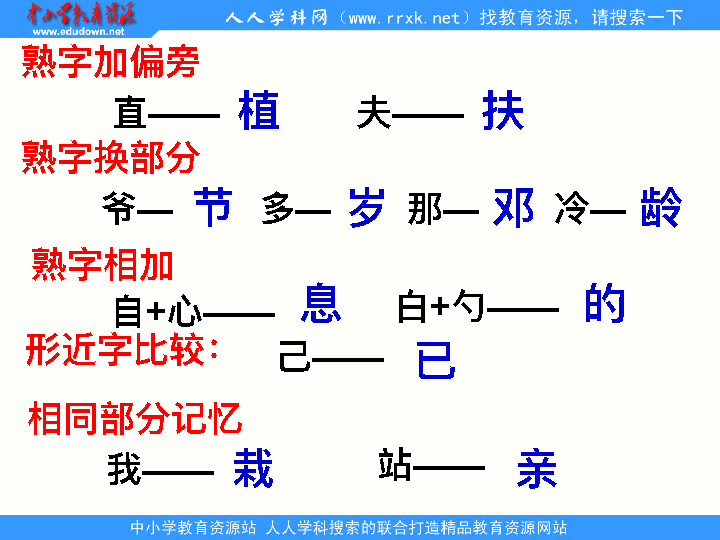 中小学教育资源
www.edudown.net
人人学科网（www.rrxk.net）找教育资源，请搜索一下
熟字加偏旁
直—— 植 夫—— 扶
熟字换部分
爷— 节 多— 岁 那— 邓 冷— 龄
熟字相加
自+心—— 息 白+勺—— 的
形近字比较：
己—— 已
相同部分记忆
我—— 栽 站—— 亲
中小学教育资源站 人人学科搜索的联合打造精品教育资源网站